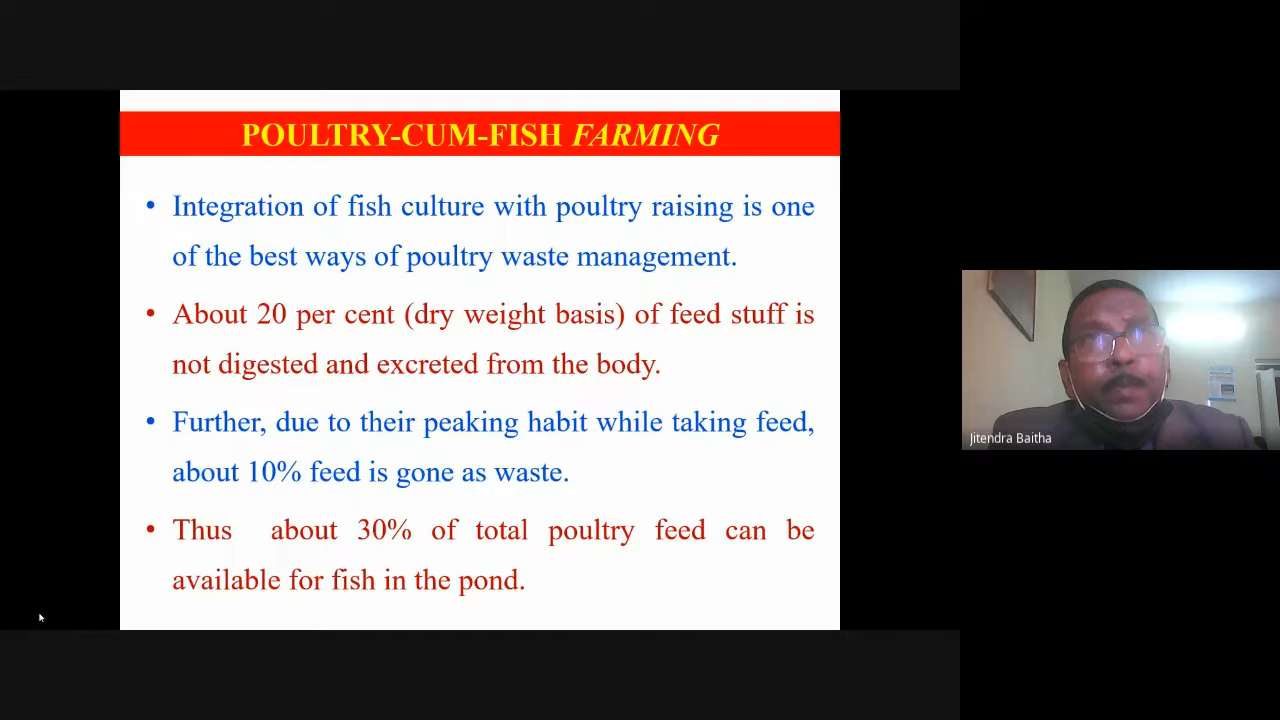 POULTRY-CUM-FISH FARMING
• Integration of fish culture with poultry raising is one
of the best ways of poultry waste management.
• About 20 per cent (dry weight basis) of feed stuff is
not digested and excreted from the body.
• Further, due to their peaking habit while taking feed,
about 10% feed is gone as waste.
• Thus about 30% of total poultry feed can be
available for fish in the pond.
Jitendra Baitha